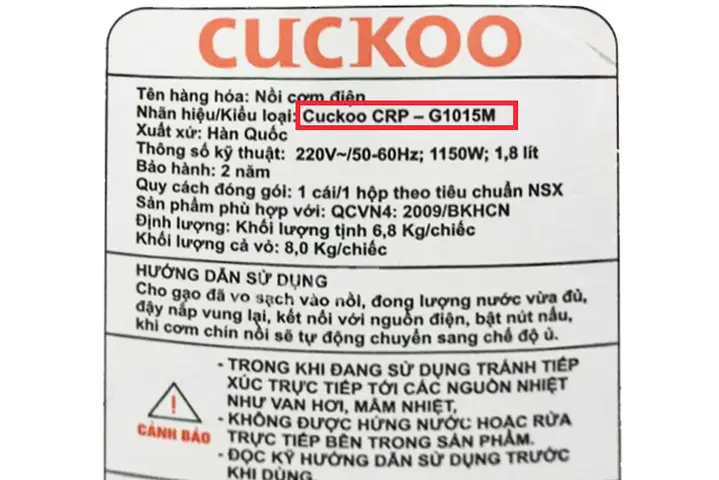 CUCKOO
Tên hàng hóa: Nồi cơm điện
Nhãn hiệu/Kiểu loại: Cuckoo CRP – G1015M
Xuất xứ: Hàn Quốc
Thông số kỹ thuật: 220V~/50-60Hz; 1150W; 1,8 lít
Bảo hành: 2 năm
Quy cách đóng gói: 1 cái/1 hộp theo tiêu chuẩn NSX
Sản phẩm phù hợp với: QCVN4: 2009/BKHCN
Định lượng: Khối lượng tịnh 6,8 Kg/chiếc
Khối lượng cả vỏ: 8,0 Kg/chiếc
HƯỚNG DẪN SỬ DỤNG
Cho gạo đã vo sạch vào nồi, đong lượng nước vừa đủ,
đậy nắp vung lại, kết nối với nguồn điện, bật nút nấu,
khi cơm chín nồi sẽ tự động chuyển sang chế độ ủ.
- TRONG KHI ĐANG SỬ DỤNG TRÁNH TIẾP
XÚC TRỰC TIẾP TỚI CÁC NGUỒN NHIỆT
NHƯ VAN HƠI, MÂM NHIỆT,
- KHÔNG ĐƯỢC HỨNG NƯỚC HOẶC RỬA
TRỰC TIẾP BÊN TRONG SẢN PHẨM.
- ĐỌC KỸ HƯỚNG DẪN SỬ DỤNG TRƯỚC
KHI DÙNG.
CẢNH BÁO